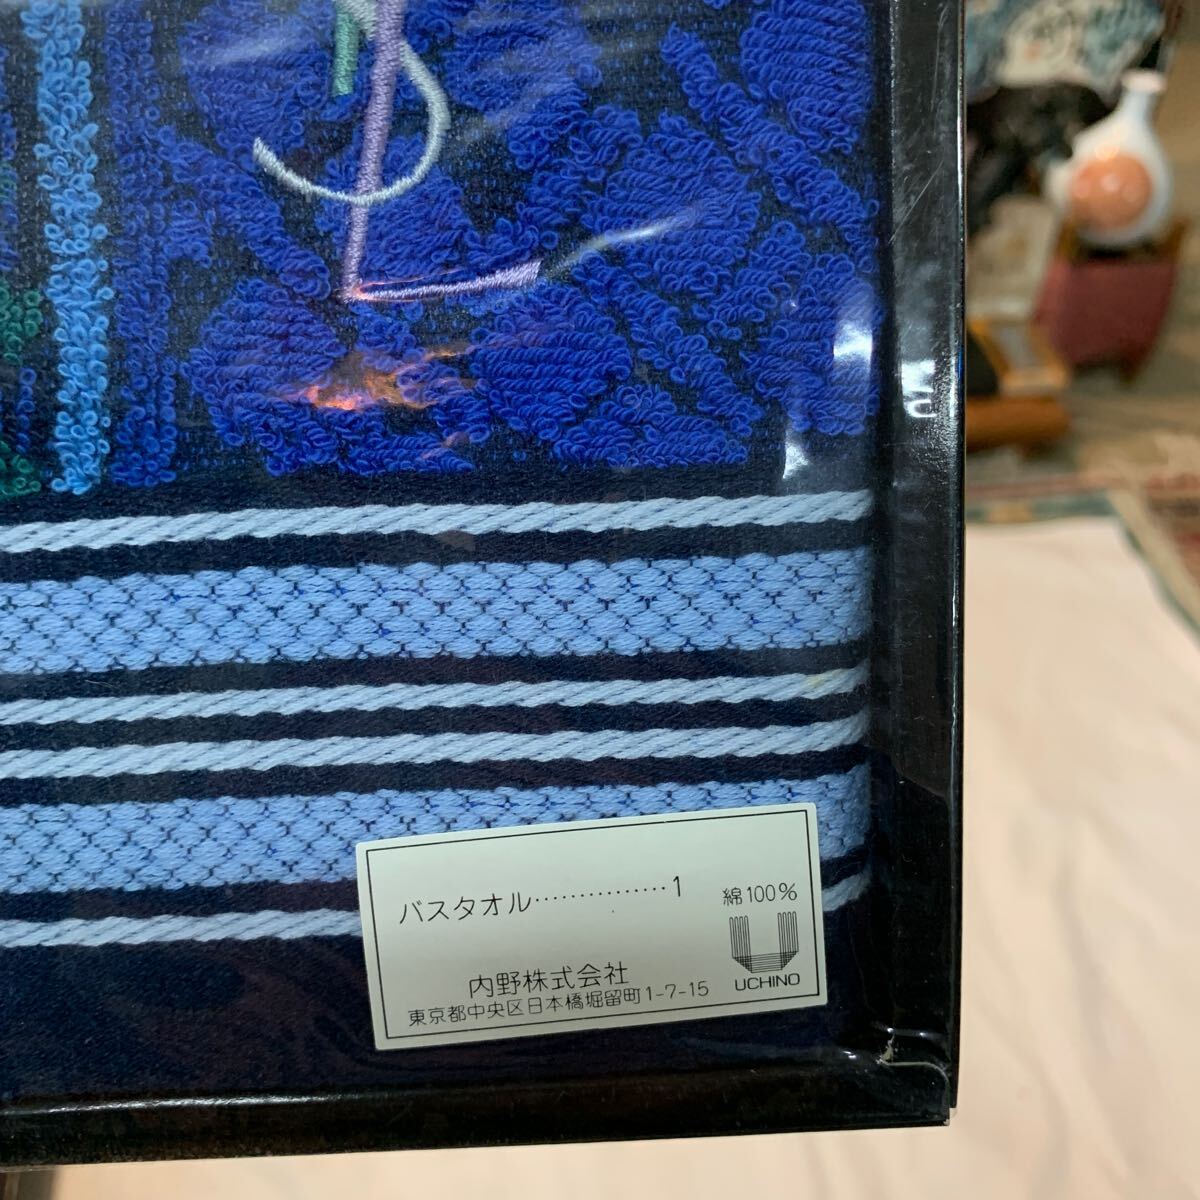 バスタオル……………1
綿100%
UCHINO
内野株式会社
東京都中央区日本橋堀留町1-7-15